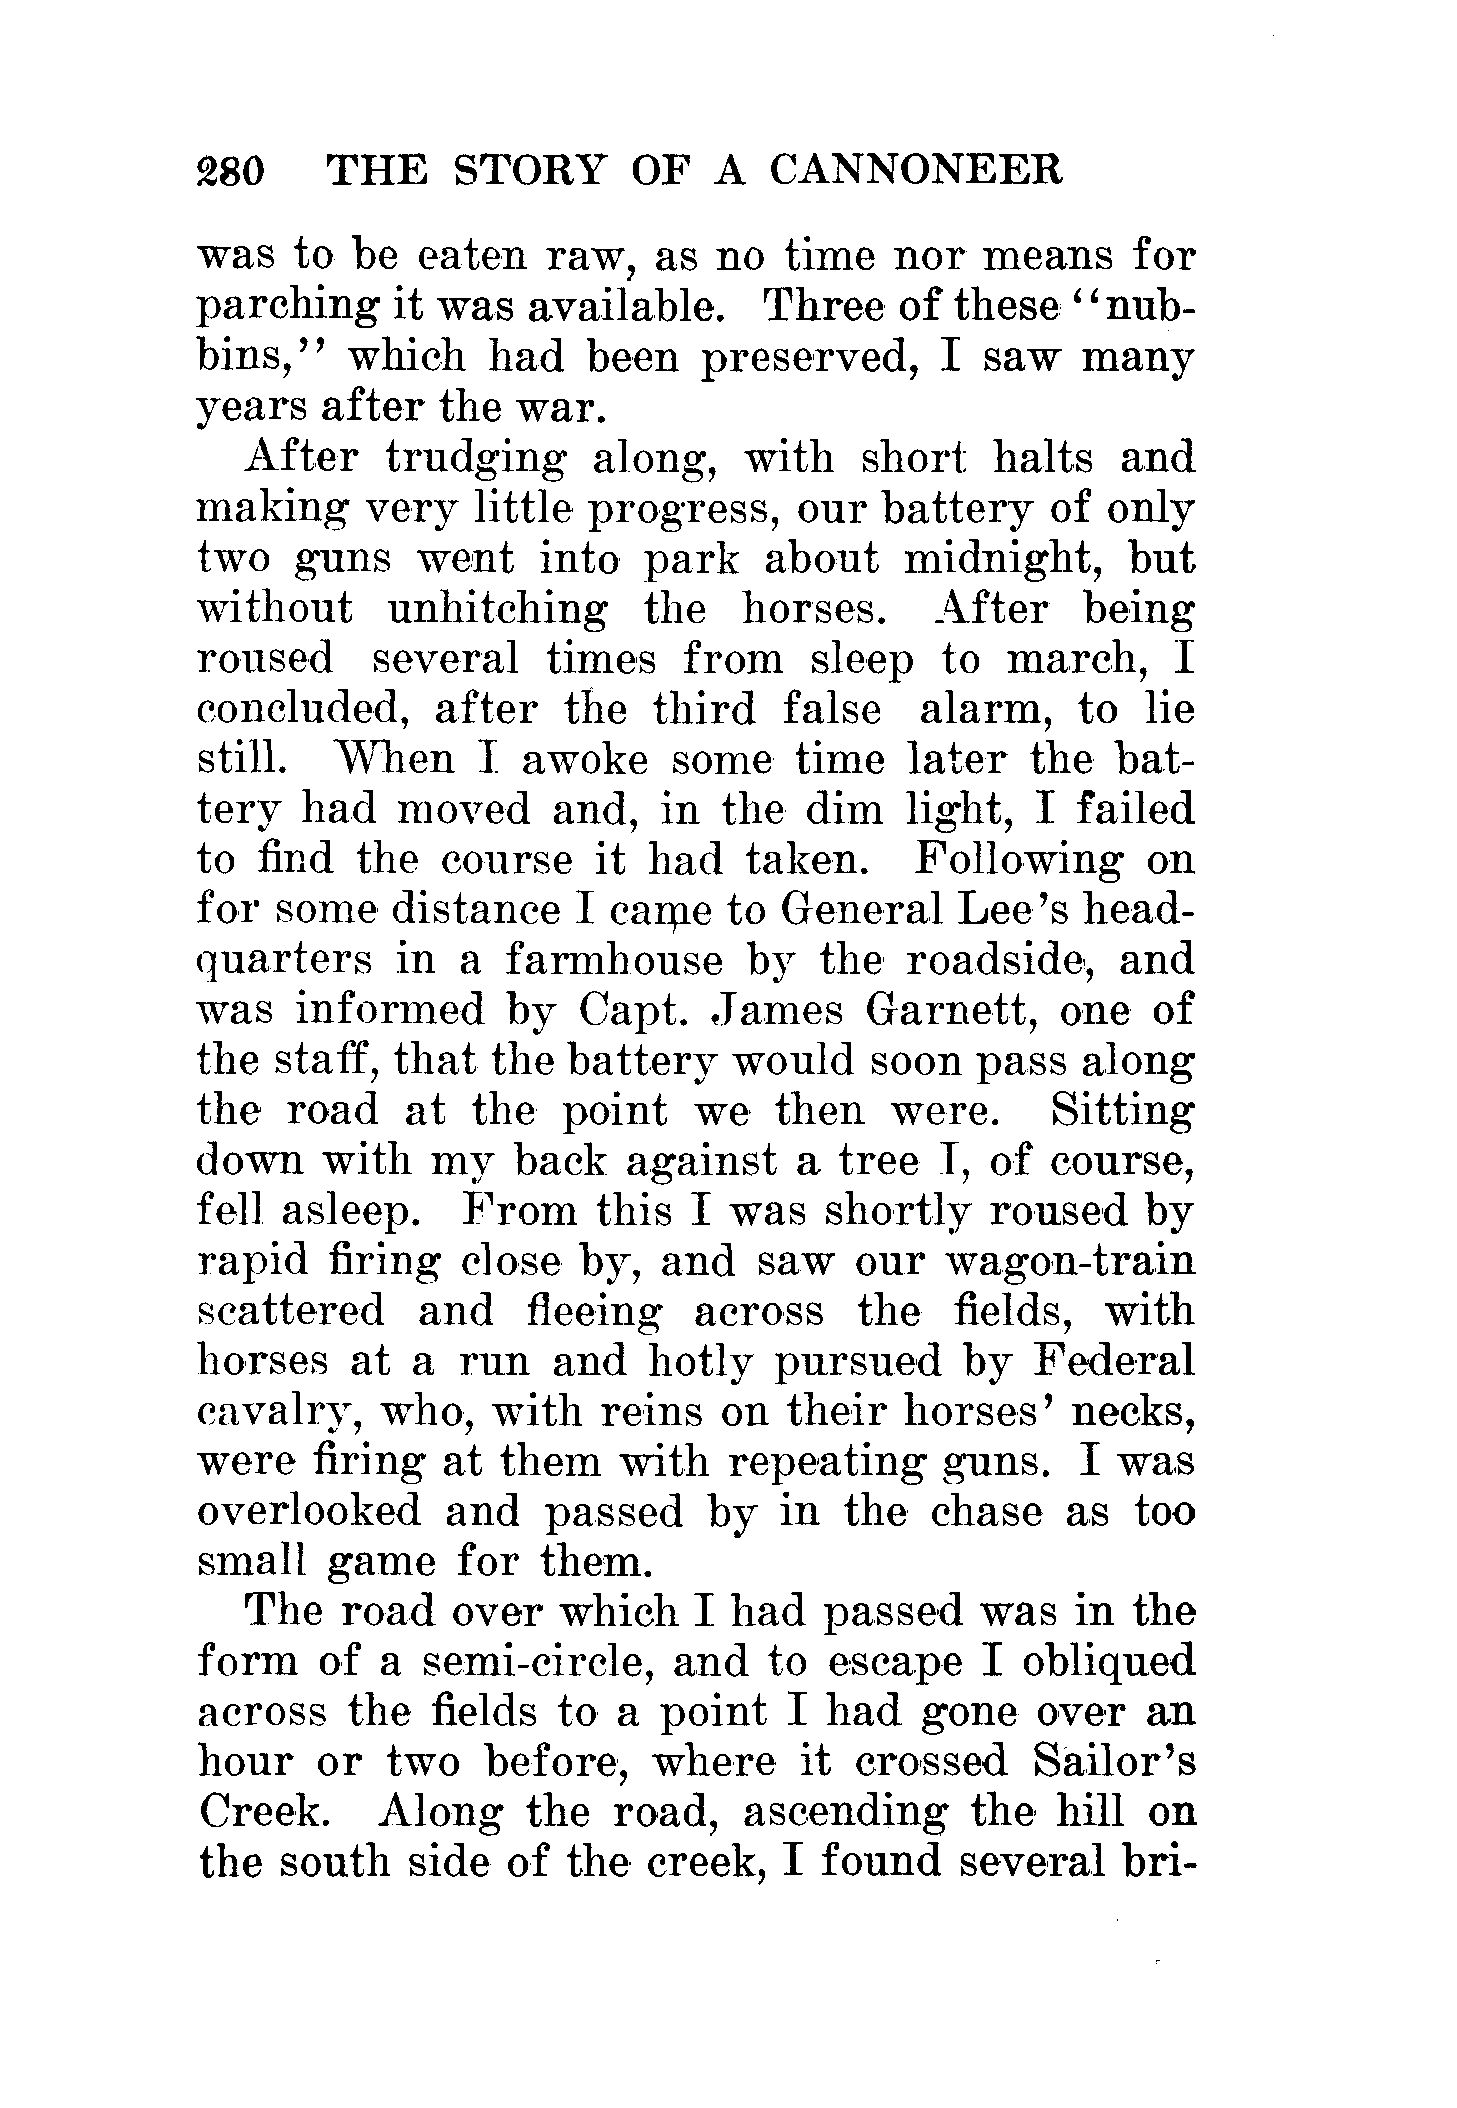 280 THE STORY OF A CANNONEER
was to be eaten raw, as no time nor means for
parching it was available. Three of these "nub-
bins," which had been preserved, I saw many
years after the war.
After trudging along, with short halts and
making very little progress, our battery of only
two guns went into park about midnight, but
without unhitching the horses. After being
roused several times from sleep to march, I
concluded, after the third false alarm, to lie
still. When I awoke some time later the bat-
tery had moved and, in the dim light, I failed
to find the course it had taken. Following on
for some distance I came to General Lee's head-
quarters in a farmhouse by the roadside, and
was informed by Capt. James Garnett, one of
the staff, that the battery would soon pass along
the road at the point we then were. Sitting
down with my back against a tree I, of course,
fell asleep. From this I was shortly roused by
rapid firing close by, and saw our wagon-train
scattered and fleeing across the fields, with
horses at a run and hotly pursued by Federal
cavalry, who, with reins on their horses' necks,
were firing at them with repeating guns. I was
overlooked and passed by in the chase as too
small game for them.
The road over which I had passed was in the
form of a semi-circle, and to escape I obliqued
across the fields to a point I had gone over an
hour or two before, where it crossed Sailor's
Creek. Along the road, ascending the hill on
the south side of the creek, I found several bri-